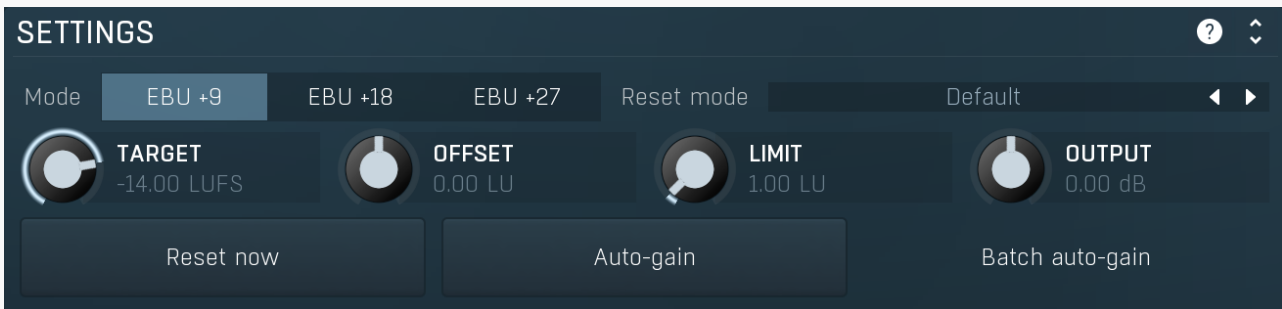 SETTINGS ?
Mode EBU +9 EBU +18 EBU +27 Reset mode Default
TARGET OFFSET LIMIT OUTPUT
-14.00 LUFS 0.00 LU 1.00 LU 0.00 dB
Reset now Auto-gain Batch auto-gain